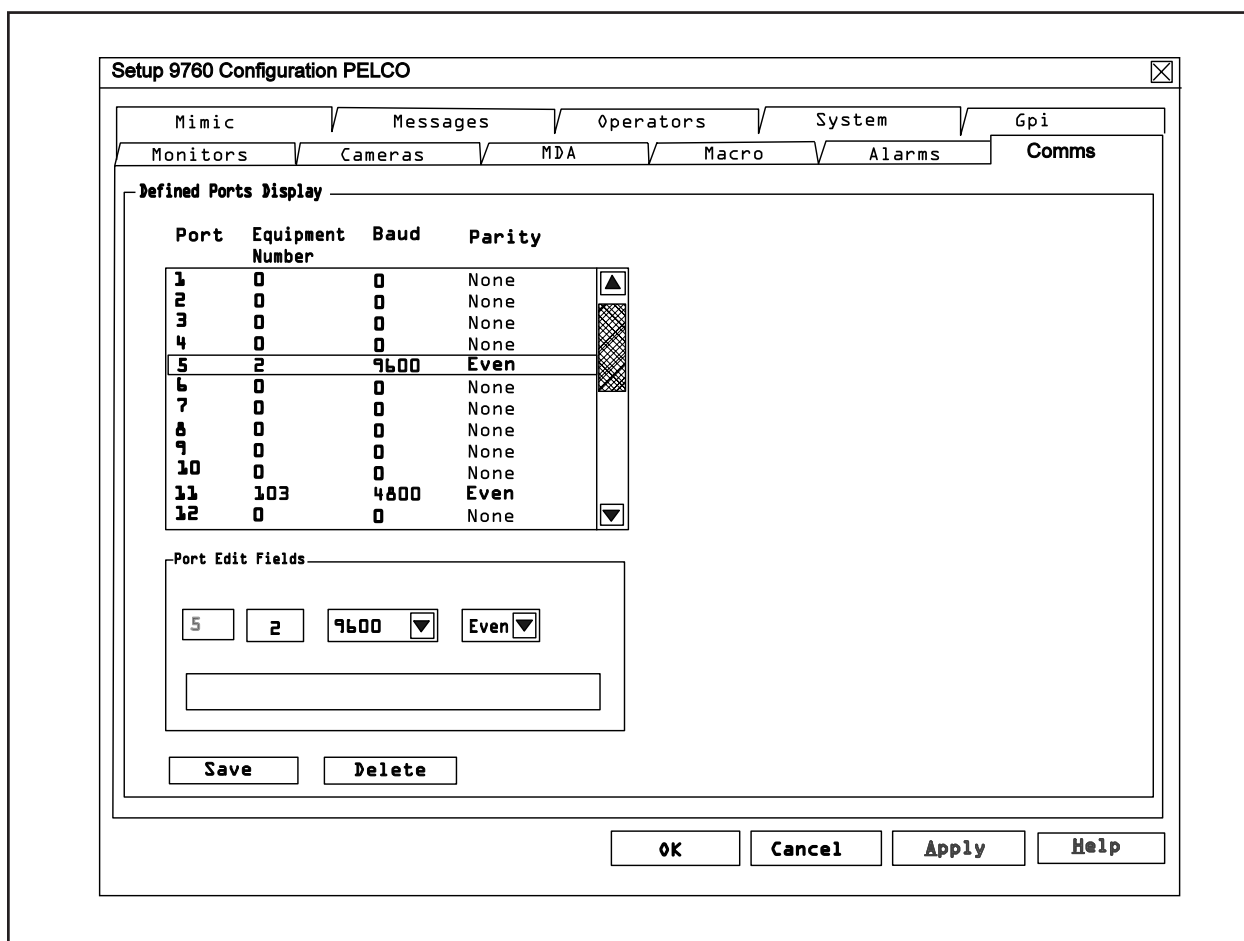 Setup 9760 Configuration PELCO
Mimic Messages Operators System Gpi
Monitors Cameras MDA Macro Alarms Comms
Defined Ports Display
Port Equipment Number Baud Parity
1 0 0 None
2 0 0 None
3 0 0 None
4 0 0 None
5 2 9600 Even
6 0 0 None
7 0 0 None
8 0 0 None
9 0 0 None
10 0 0 None
11 103 4800 Even
12 0 0 None
Port Edit Fields
5 2 9600 Even
Save Delete
OK Cancel Apply Help